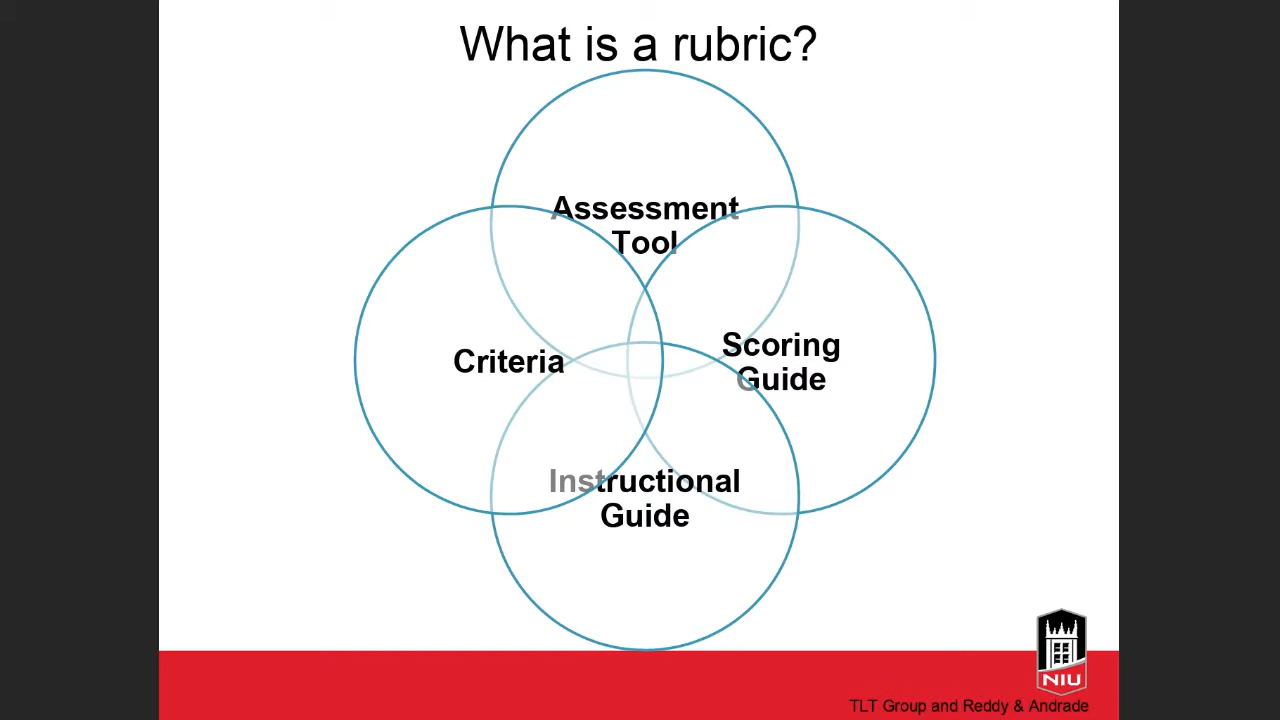 What is a rubric?
Assessment
Tool
Criteria
Scoring
Guide
Instructional
Guide
NIU
TLT Group and Reddy & Andrade